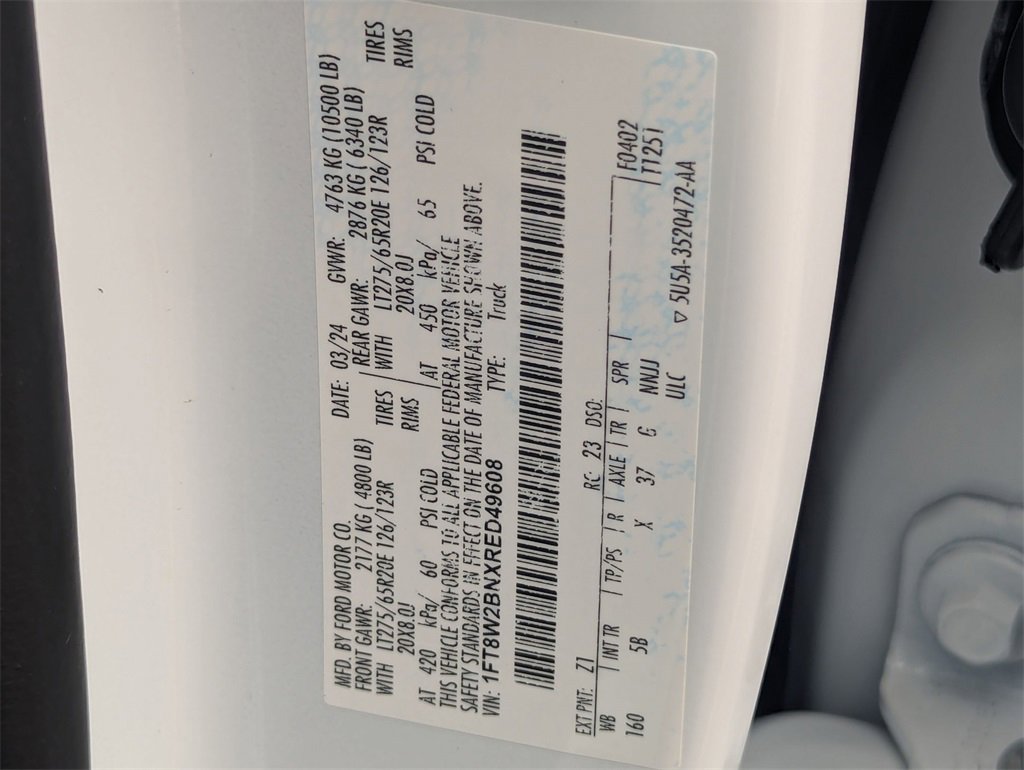 MFD. BY FORD MOTOR CO. DATE: 03/24 GVWR: 4763 KG (10500 LB)
FRONT GAWR: 2177 KG ( 4800 LB) REAR GAWR: 2876 KG ( 6340 LB)
WITH LT275/65R20E 126/123R TIRES WITH LT275/65R20E 126/123R TIRES
20X8.0J RIMS 20X8.0J RIMS
AT 420 kPa/ 60 PSI COLD AT 450 kPa/ 65 PSI COLD
THIS VEHICLE CONFORMS TO ALL APPLICABLE FEDERAL MOTOR VEHICLE
SAFETY STANDARDS IN EFFECT ON THE DATE OF MANUFACTURE SHOWN ABOVE.
VIN: 1FT8W2BNXRED49608 TYPE: Truck
EXT PNT: Z1 RC: 23 DSO: F0402
WB INT TR TP/PS R AXLE TR SPR T1251
160 5B X 37 G NNJJ
ULC ▽ 5U5A-3520472-AA